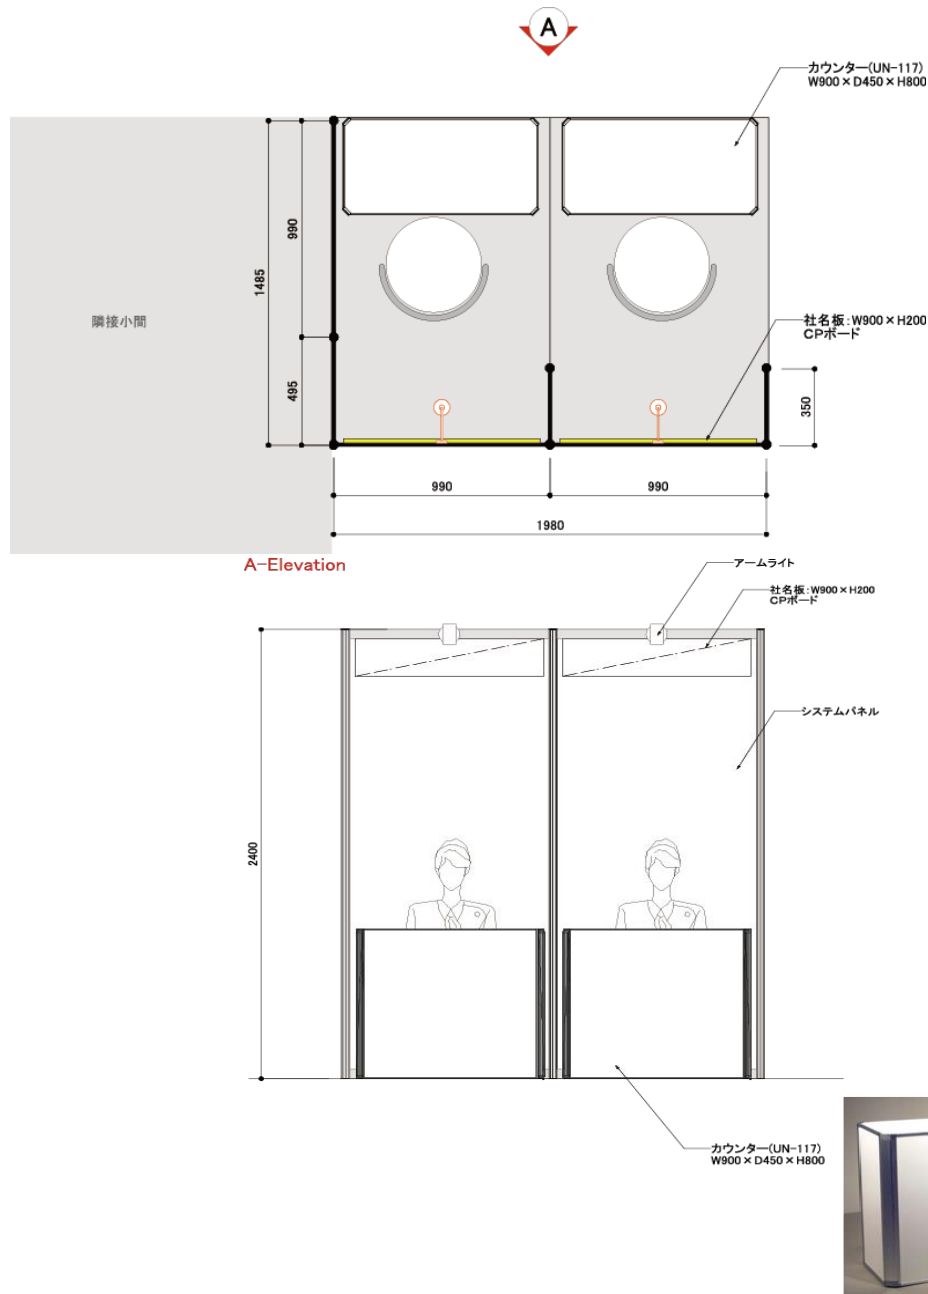 A
カウンター(UN-117)
W900×D450×H800
990
1485
隣接小間
社名板:W900×H200
CPボード
495
350
990
990
1980
A-Elevation
アームライト
社名板:W900×H200
CPボード
システムパネル
2400
カウンター(UN-117)
W900×D450×H800